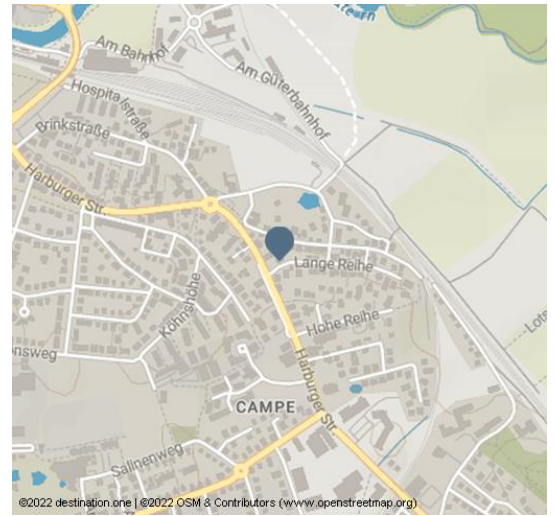 Am Bahnhof
Am Güterbahnhof
Hospitalstraße
Brinkstraße
Harburger Str.
Lange Reihe
Köhnshöhe
Hohe Reihe
Harburger Str.
CAMPE
Salinenweg
©2022 destination.one | ©2022 OSM & Contributors (www.openstreetmap.org)